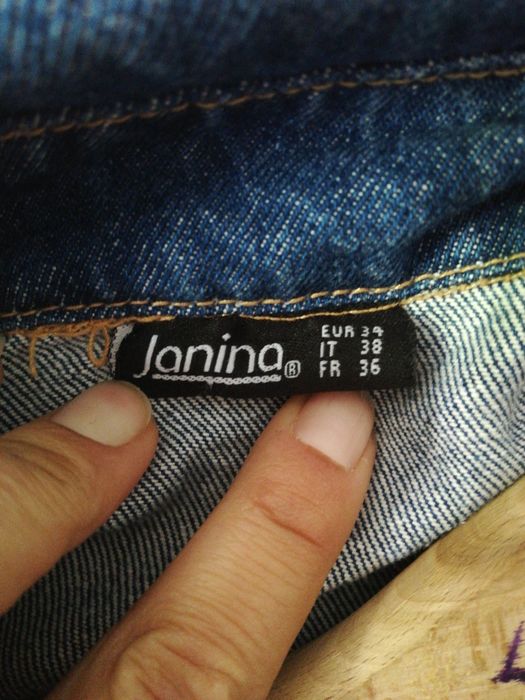 Janina®
EUR 34
IT 38
FR 36